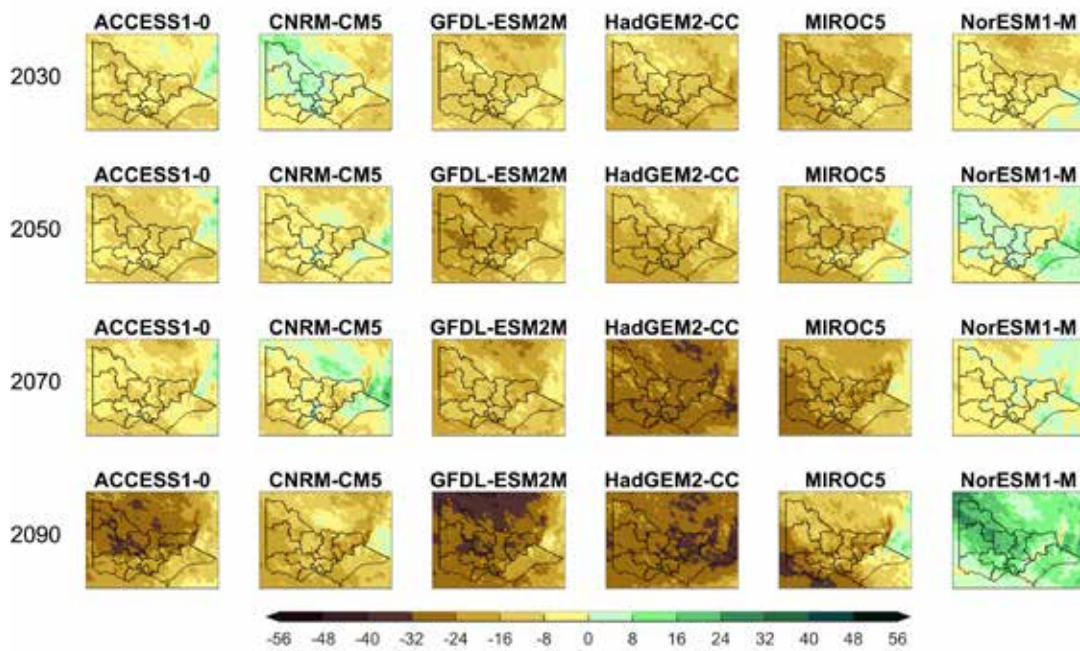 ACCESS1-0 CNRM-CM5 GFDL-ESM2M HadGEM2-CC MIROC5 NorESM1-M
2030
ACCESS1-0 CNRM-CM5 GFDL-ESM2M HadGEM2-CC MIROC5 NorESM1-M
2050
ACCESS1-0 CNRM-CM5 GFDL-ESM2M HadGEM2-CC MIROC5 NorESM1-M
2070
ACCESS1-0 CNRM-CM5 GFDL-ESM2M HadGEM2-CC MIROC5 NorESM1-M
2090
-56 -48 -40 -32 -24 -16 -8 0 8 16 24 32 40 48 56